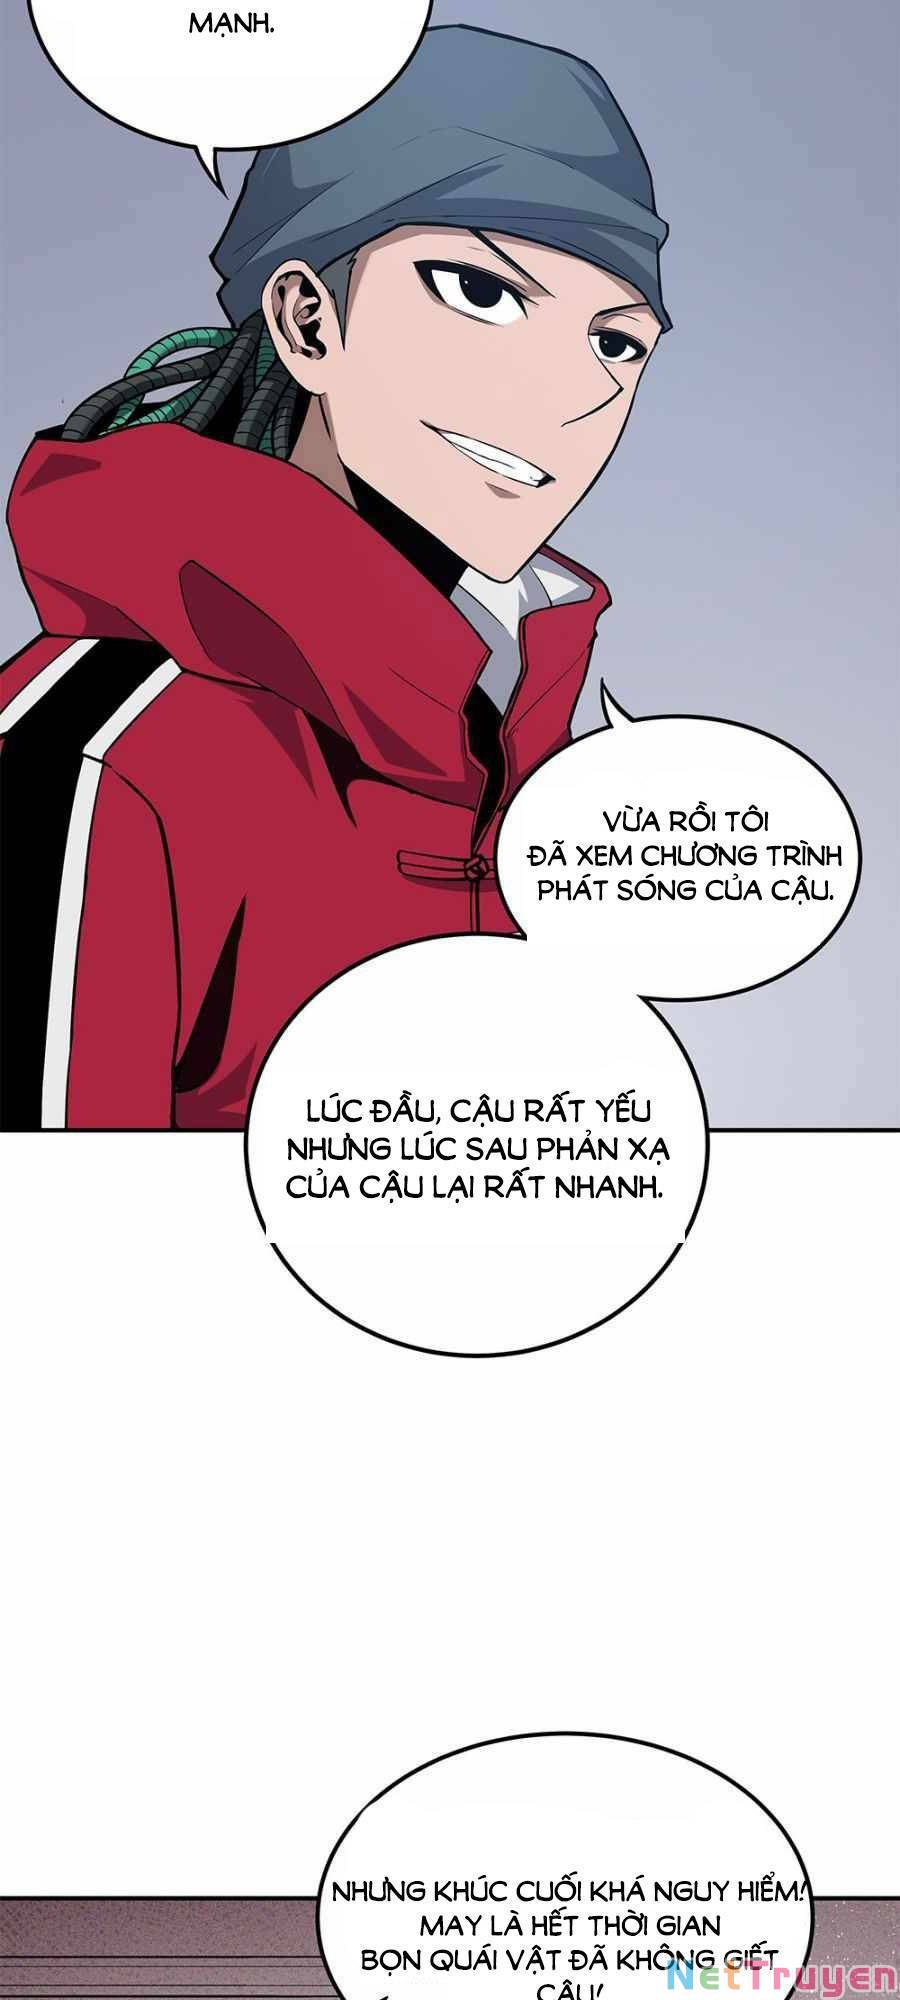 MẠNH.
VỪA RỒI TÔI
ĐÃ XEM CHƯƠNG TRÌNH
PHÁT SÓNG CỦA CẬU.
LÚC ĐẦU, CẬU RẤT YẾU
NHƯNG LÚC SAU PHẢN XẠ
CỦA CẬU LẠI RẤT NHANH.
NHƯNG KHÚC CUỐI KHÁ NGUY HIỂM!
MAY LÀ HẾT THỜI GIAN
BỌN QUÁI VẬT ĐÃ KHÔNG GIẾT
CẬU!
NetTruyen